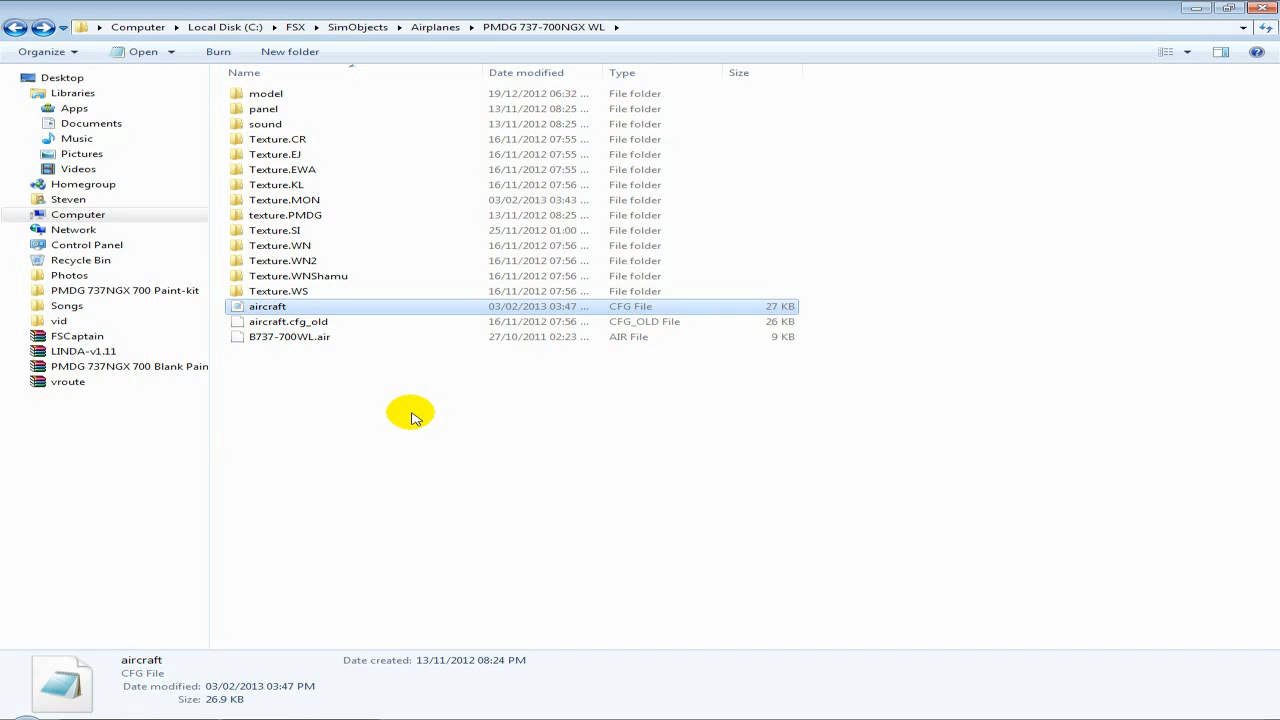 Computer Local Disk (C:) FSX SimObjects Airplanes PMDG 737-700NGX WL
Organize Open Burn New folder
Desktop
Libraries
Apps
Documents
Music
Pictures
Videos
Homegroup
Steven
Computer
Network
Control Panel
Recycle Bin
Photos
PMDG 737NGX 700 Paint-kit
Songs
vid
FSCaptain
LINDA-v1.11
PMDG 737NGX 700 Blank Pain
vroute
Name Date modified Type Size
model 19/12/2012 06:32 ... File folder
panel 13/11/2012 08:25 ... File folder
sound 13/11/2012 08:25 ... File folder
Texture.CR 16/11/2012 07:55 ... File folder
Texture.EJ 16/11/2012 07:55 ... File folder
Texture.EWA 16/11/2012 07:55 ... File folder
Texture.KL 16/11/2012 07:56 ... File folder
Texture.MON 03/02/2013 03:43 ... File folder
texture.PMDG 13/11/2012 08:25 ... File folder
Texture.SI 25/11/2012 01:00 ... File folder
Texture.WN 16/11/2012 07:56 ... File folder
Texture.WN2 16/11/2012 07:56 ... File folder
Texture.WNShamu 16/11/2012 07:56 ... File folder
Texture.WS 16/11/2012 07:56 ... File folder
aircraft 03/02/2013 03:47 ... CFG File 27 KB
aircraft.cfg_old 16/11/2012 07:56 ... CFG_OLD File 26 KB
B737-700WL.air 27/10/2011 02:23 ... AIR File 9 KB
aircraft Date created: 13/11/2012 08:24 PM
CFG File
Date modified: 03/02/2013 03:47 PM
Size: 26.9 KB